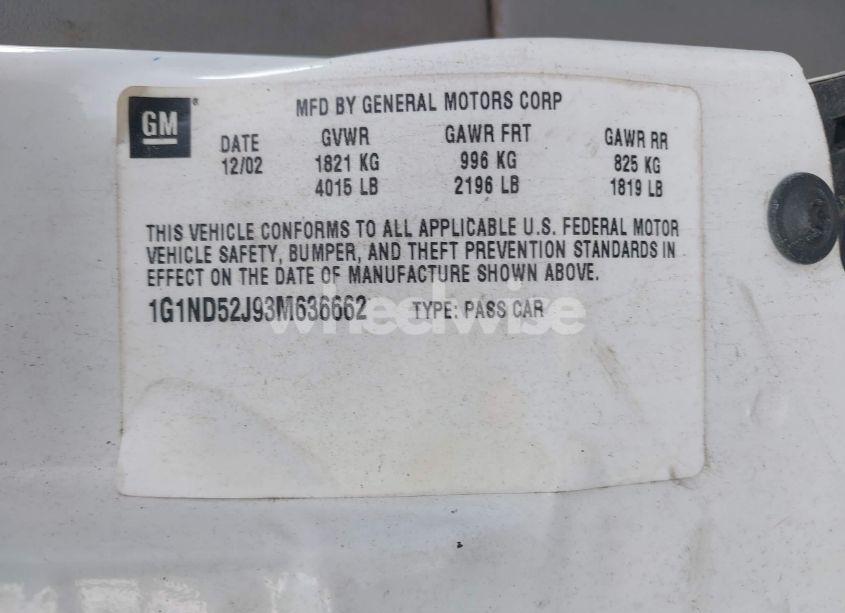 GM
MFD BY GENERAL MOTORS CORP
DATE GVWR GAWR FRT GAWR RR
12/02 1821 KG 996 KG 825 KG
4015 LB 2196 LB 1819 LB
THIS VEHICLE CONFORMS TO ALL APPLICABLE U.S. FEDERAL MOTOR
VEHICLE SAFETY, BUMPER, AND THEFT PREVENTION STANDARDS IN
EFFECT ON THE DATE OF MANUFACTURE SHOWN ABOVE.
1G1ND52J93M636662 TYPE: PASS CAR
wheelwise